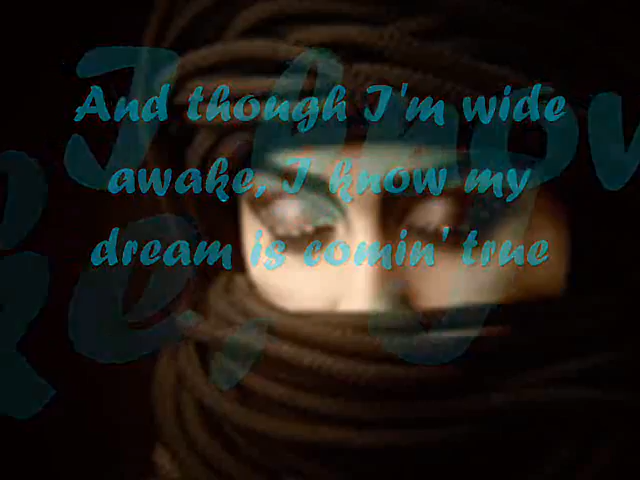 And though I'm wide
awake, I know my
dream is comin' true